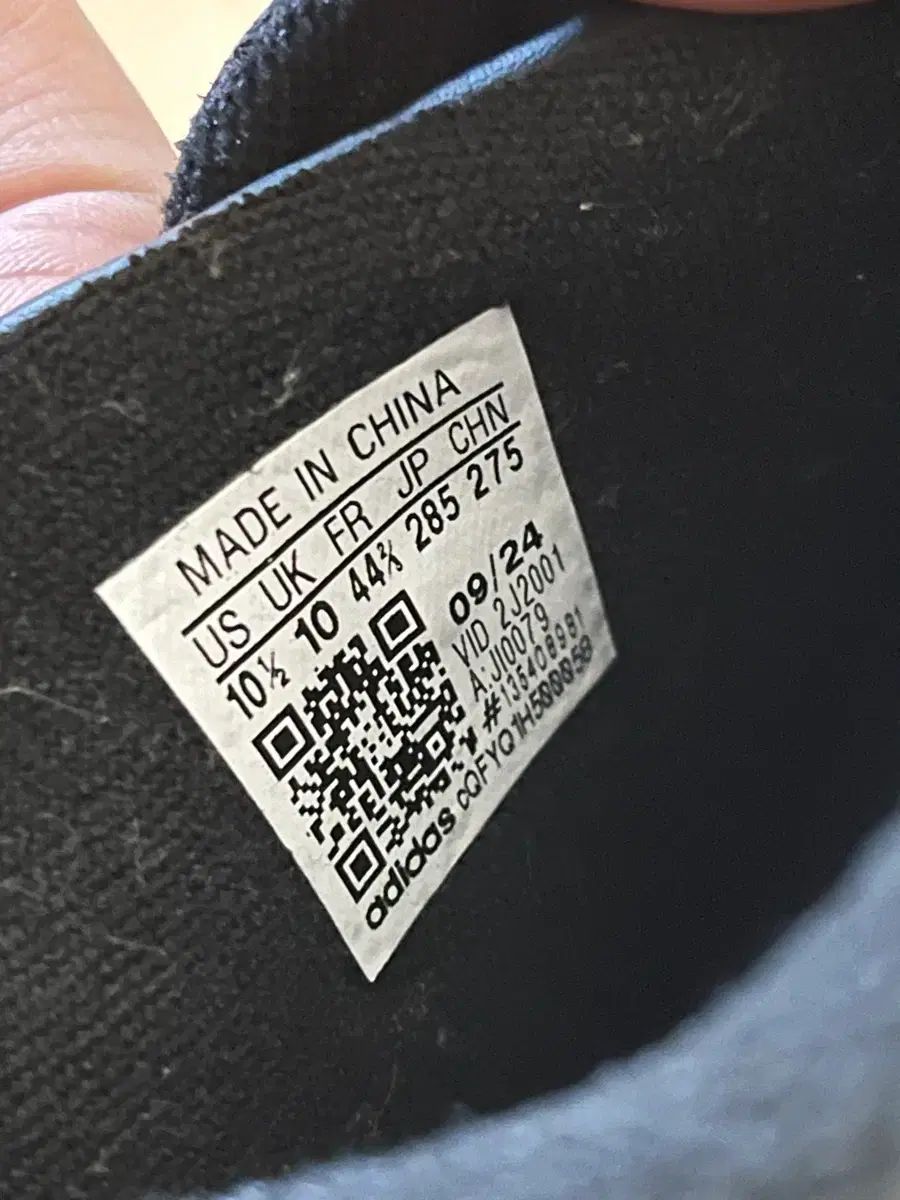 MADE IN CHINA
US UK FR JP CHN
10½ 10 44⅔ 285 275
09/24
VID 2J2001
A:JI0079
#135408981
adidas